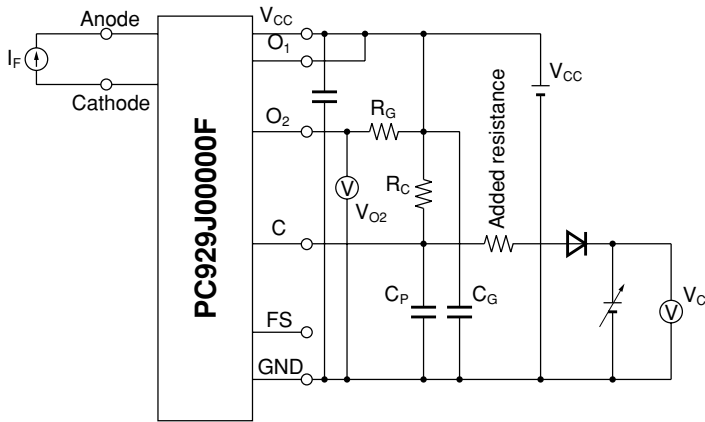 Anode
I_F
Cathode
PC929J00000F
V_CC
O_1
O_2
C
FS
GND
R_G
R_C
V
V_O2
C_P
C_G
Added resistance
V_CC
V
V_C